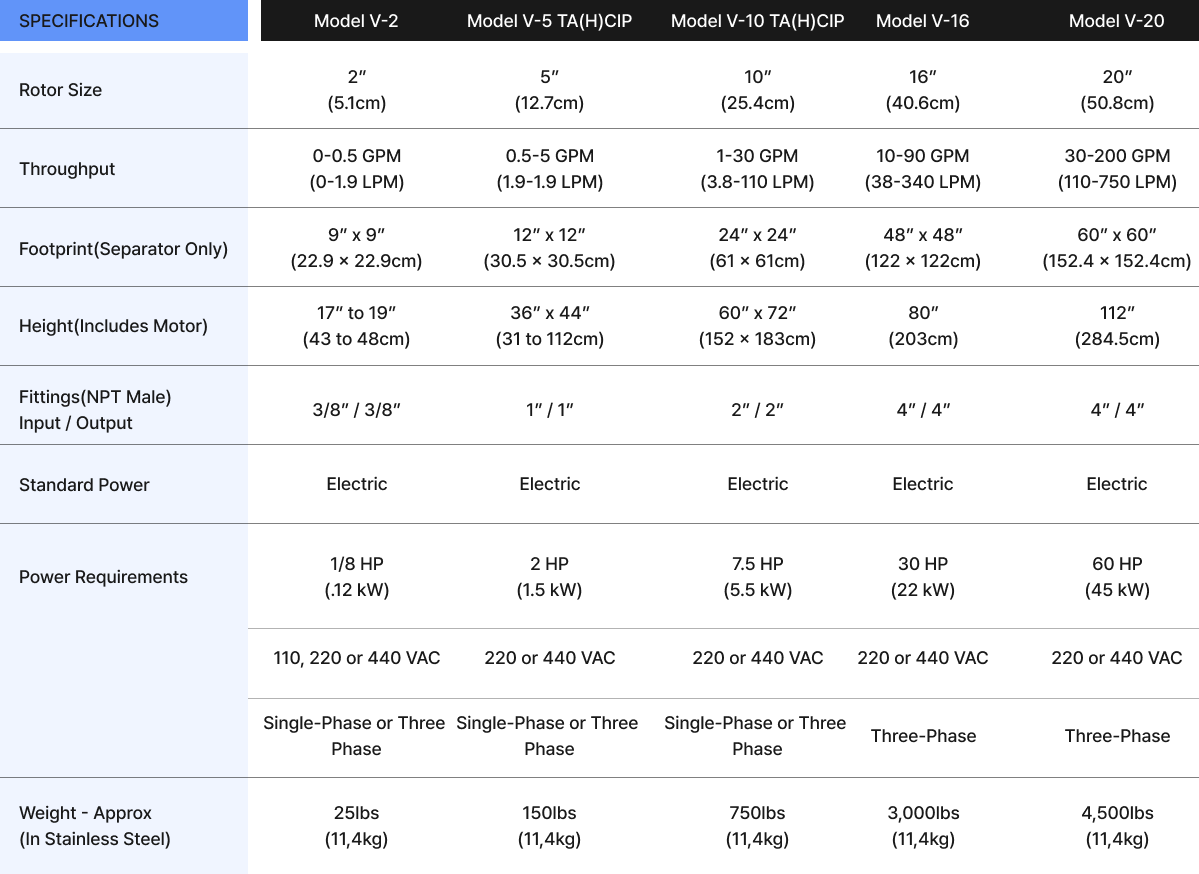 SPECIFICATIONS Model V-2 Model V-5 TA(H)CIP Model V-10 TA(H)CIP Model V-16 Model V-20
Rotor Size
2” 5” 10” 16” 20”
(5.1cm) (12.7cm) (25.4cm) (40.6cm) (50.8cm)
Throughput
0-0.5 GPM 0.5-5 GPM 1-30 GPM 10-90 GPM 30-200 GPM
(0-1.9 LPM) (1.9-1.9 LPM) (3.8-110 LPM) (38-340 LPM) (110-750 LPM)
Footprint(Separator Only)
9” x 9” 12” x 12” 24” x 24” 48” x 48” 60” x 60”
(22.9 × 22.9cm) (30.5 × 30.5cm) (61 × 61cm) (122 × 122cm) (152.4 × 152.4cm)
Height(Includes Motor)
17” to 19” 36” x 44” 60” x 72” 80” 112”
(43 to 48cm) (31 to 112cm) (152 × 183cm) (203cm) (284.5cm)
Fittings(NPT Male)
Input / Output
3/8” / 3/8” 1” / 1” 2” / 2” 4” / 4” 4” / 4”
Standard Power Electric Electric Electric Electric Electric
Power Requirements
1/8 HP 2 HP 7.5 HP 30 HP 60 HP
(.12 kW) (1.5 kW) (5.5 kW) (22 kW) (45 kW)
110, 220 or 440 VAC 220 or 440 VAC 220 or 440 VAC 220 or 440 VAC 220 or 440 VAC
Single-Phase or Three Single-Phase or Three Single-Phase or Three Three-Phase Three-Phase
Phase Phase Phase
Weight - Approx 25lbs 150lbs 750lbs 3,000lbs 4,500lbs
(In Stainless Steel) (11,4kg) (11,4kg) (11,4kg) (11,4kg) (11,4kg)